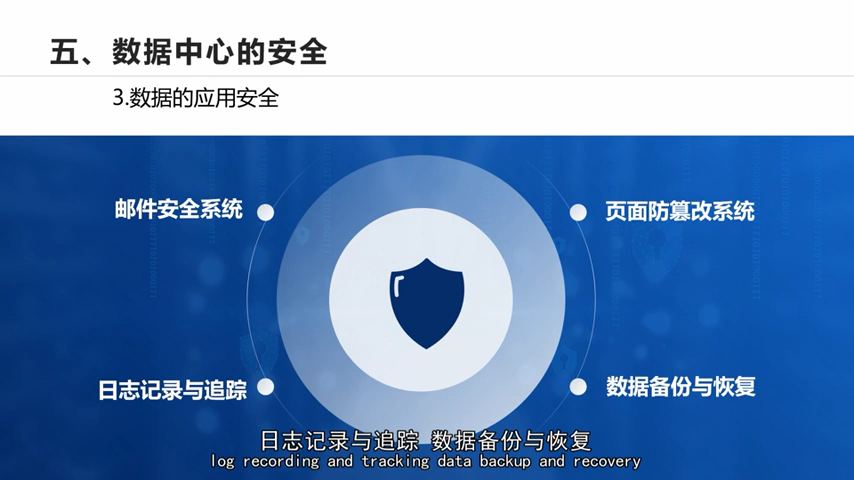 五、数据中心的安全
3.数据的应用安全
邮件安全系统
页面防篡改系统
日志记录与追踪
数据备份与恢复
日志记录与追踪 数据备份与恢复
log recording and tracking data backup and recovery